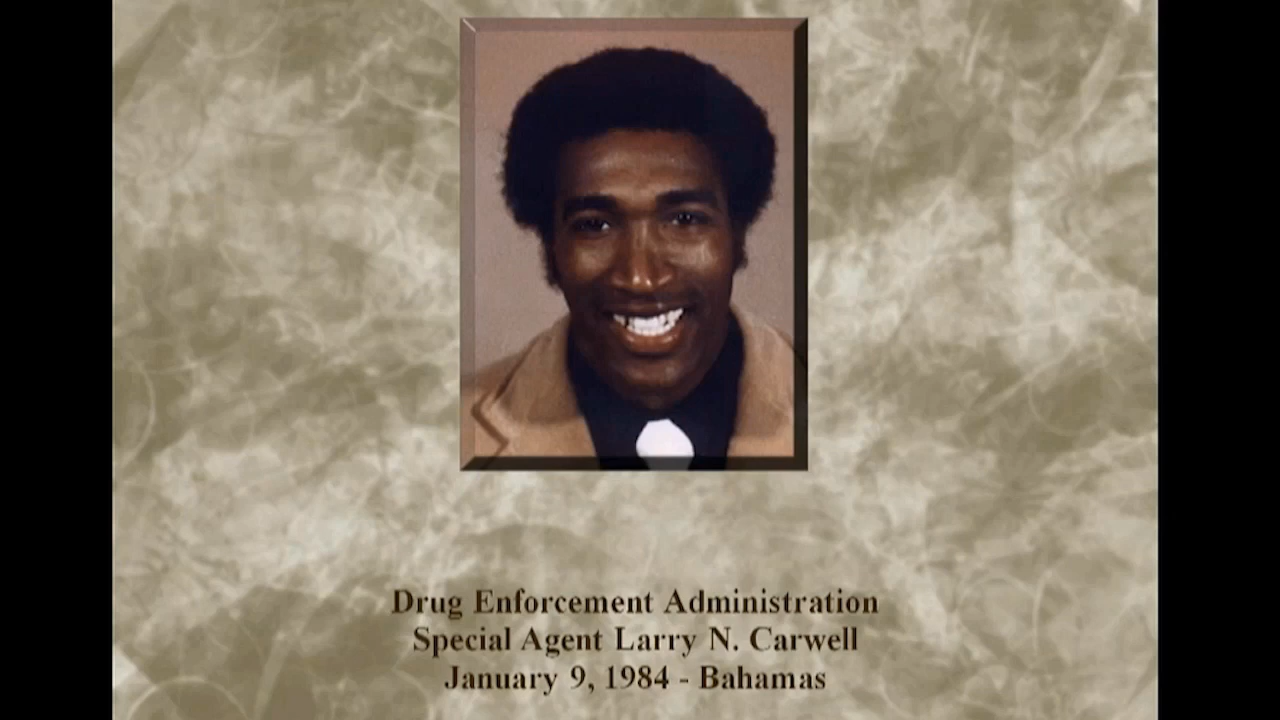 Drug Enforcement Administration
Special Agent Larry N. Carwell
January 9, 1984 - Bahamas